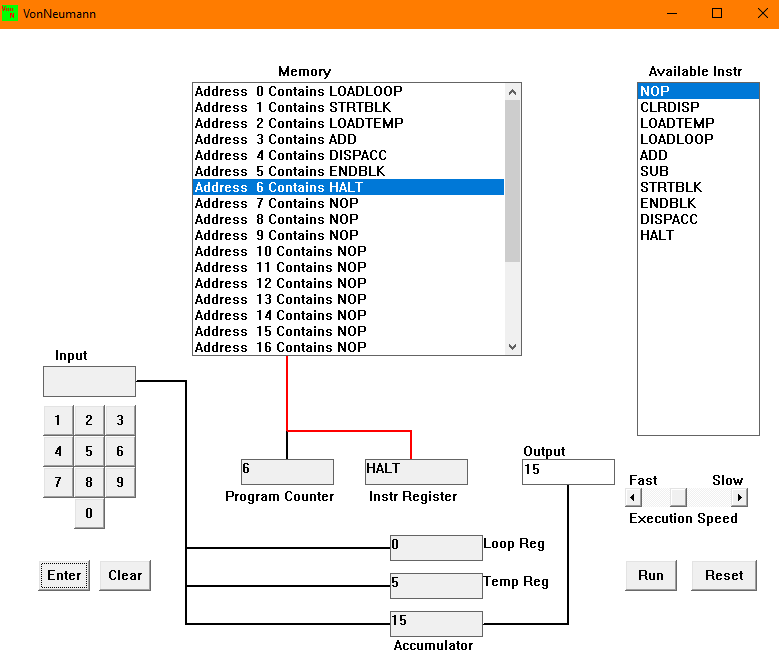 Von
N
VonNeumann
Memory
Address 0 Contains LOADLOOP
Address 1 Contains STRTBLK
Address 2 Contains LOADTEMP
Address 3 Contains ADD
Address 4 Contains DISPACC
Address 5 Contains ENDBLK
Address 6 Contains HALT
Address 7 Contains NOP
Address 8 Contains NOP
Address 9 Contains NOP
Address 10 Contains NOP
Address 11 Contains NOP
Address 12 Contains NOP
Address 13 Contains NOP
Address 14 Contains NOP
Address 15 Contains NOP
Address 16 Contains NOP
Available Instr
NOP
CLRDISP
LOADTEMP
LOADLOOP
ADD
SUB
STRTBLK
ENDBLK
DISPACC
HALT
Input
1 2 3
4 5 6
7 8 9
0
Enter Clear
6
Program Counter
HALT
Instr Register
Output
15
Fast Slow
Execution Speed
0 Loop Reg
5 Temp Reg
15
Accumulator
Run Reset